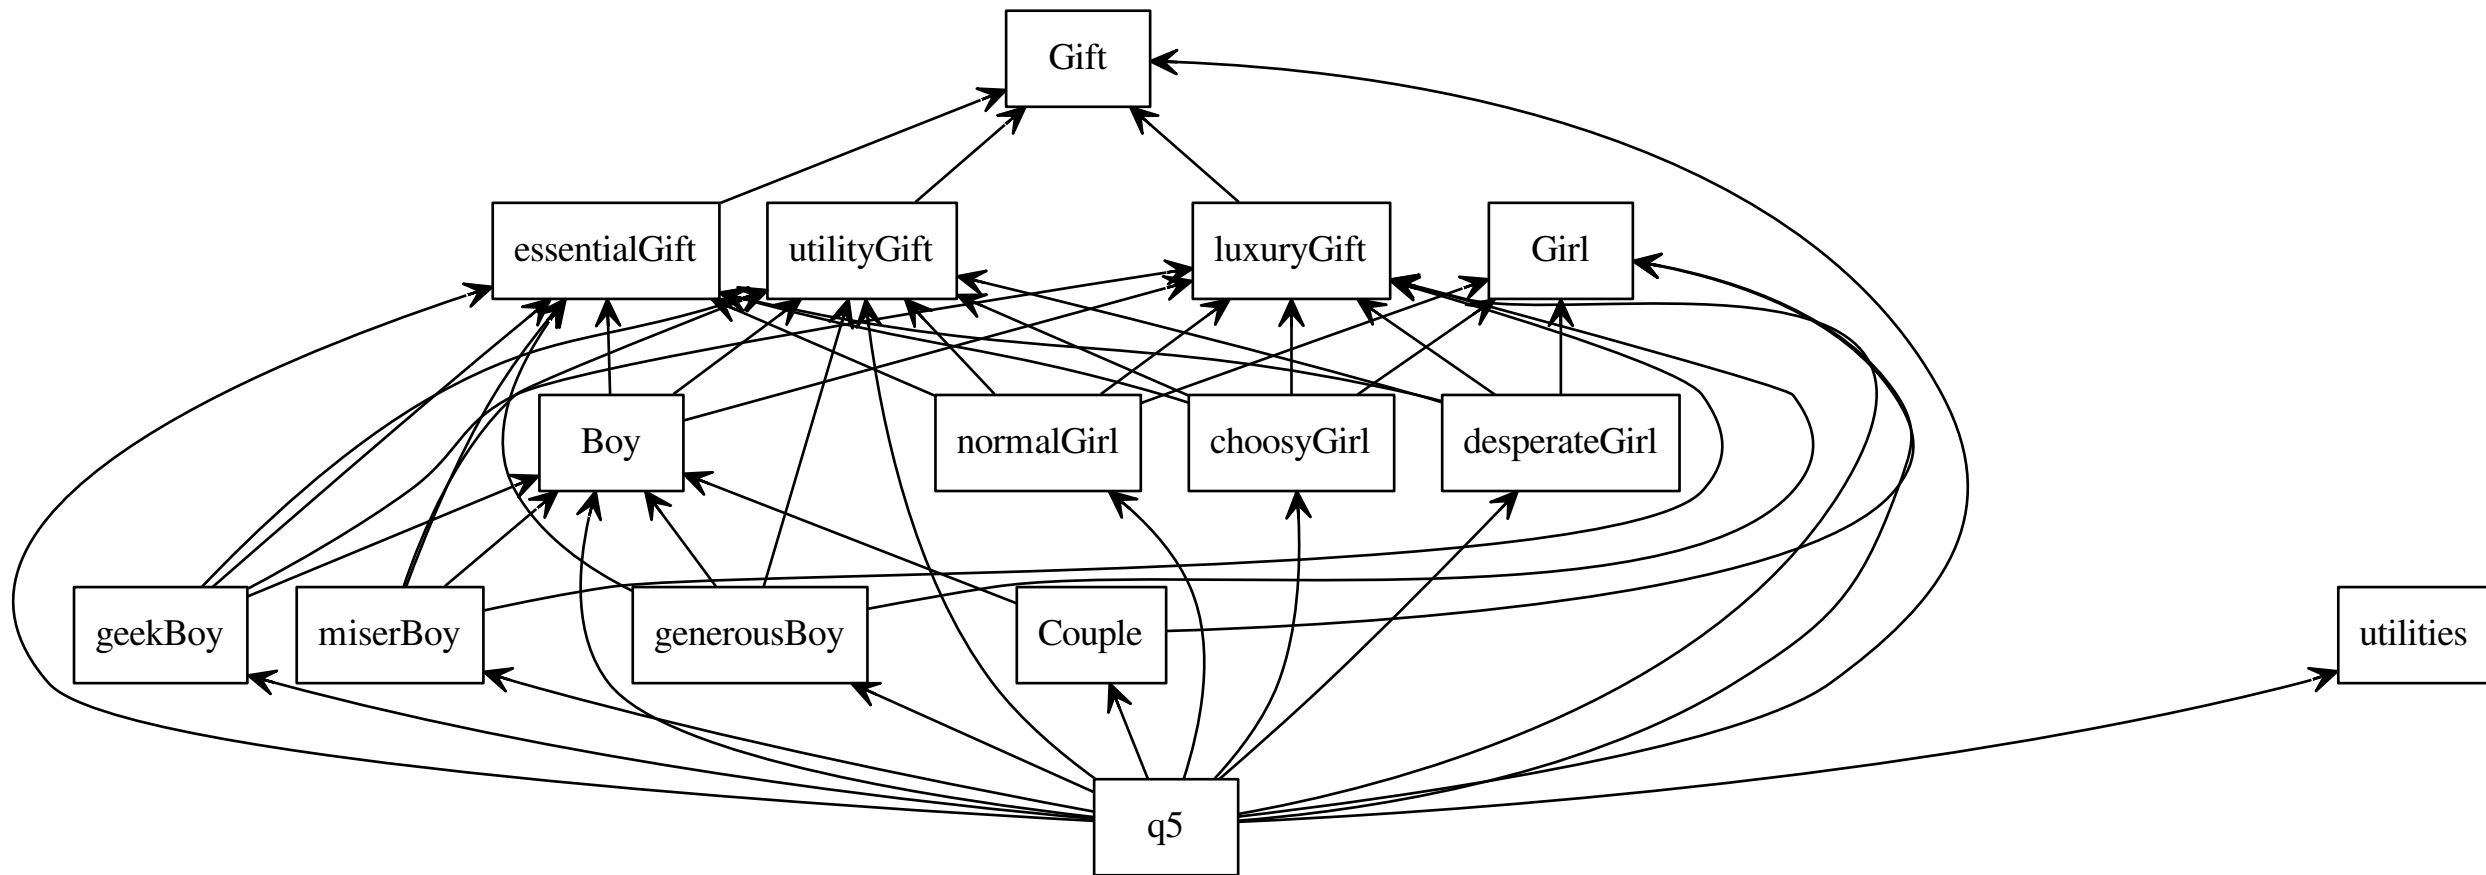 Gift
essentialGift
utilityGift
luxuryGift
Girl
Boy
normalGirl
choosyGirl
desperateGirl
geekBoy
miserBoy
generousBoy
Couple
utilities
q5